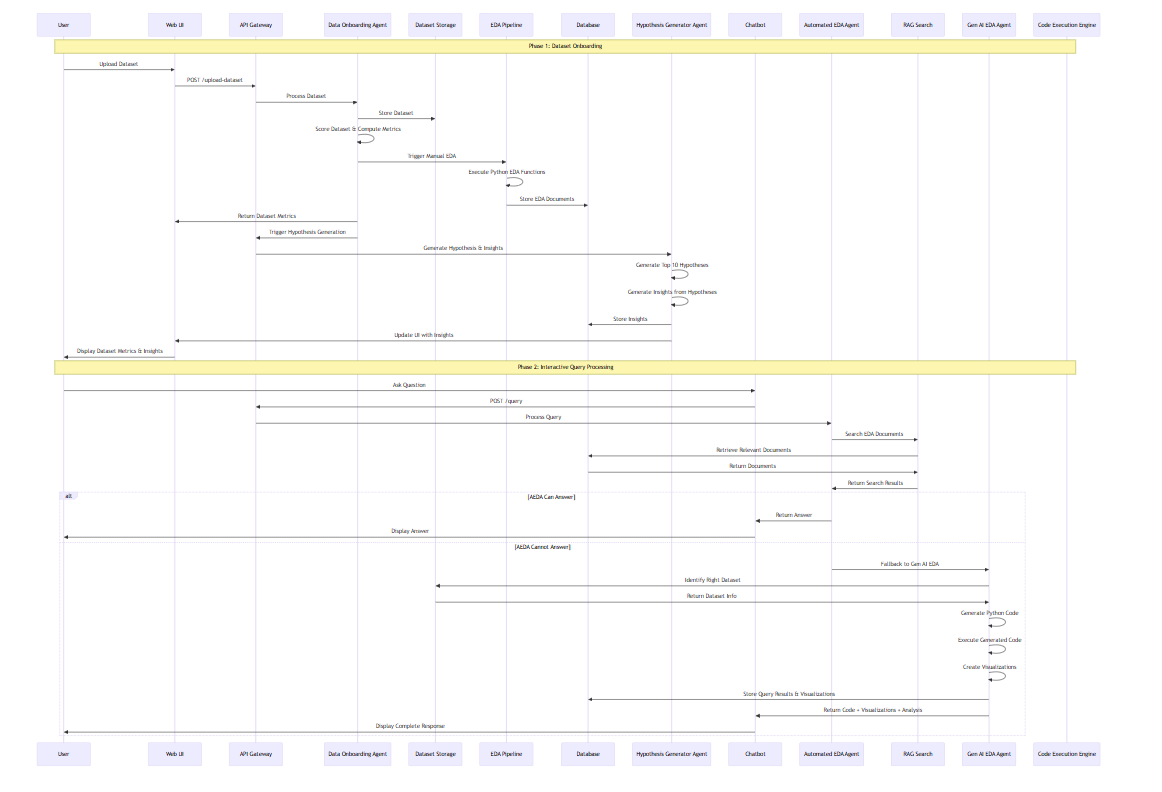 User Web UI API Gateway Data Onboarding Agent Dataset Storage EDA Pipeline Database Hypothesis Generator Agent Chatbot Automated EDA Agent RAG Search Gen AI EDA Agent Code Execution Engine
Phase 1: Dataset Onboarding
Upload Dataset
POST /upload-dataset
Process Dataset
Store Dataset
Score Dataset & Compute Metrics
Trigger Manual EDA
Execute Python EDA Functions
Store EDA Documents
Return Dataset Metrics
Trigger Hypothesis Generation
Generate Hypothesis & Insights
Generate Top 10 Hypotheses
Generate Insights from Hypotheses
Store Insights
Update UI with Insights
Display Dataset Metrics & Insights
Phase 2: Interactive Query Processing
Ask Question
POST /query
Process Query
Search EDA Documents
Retrieve Relevant Documents
Return Documents
Return Search Results
alt [AEDA Can Answer]
Return Answer
Display Answer
[AEDA Cannot Answer]
Fallback to Gen AI EDA
Identify Right Dataset
Return Dataset Info
Generate Python Code
Execute Generated Code
Create Visualizations
Store Query Results & Visualizations
Return Code + Visualizations + Analysis
Display Complete Response
User Web UI API Gateway Data Onboarding Agent Dataset Storage EDA Pipeline Database Hypothesis Generator Agent Chatbot Automated EDA Agent RAG Search Gen AI EDA Agent Code Execution Engine